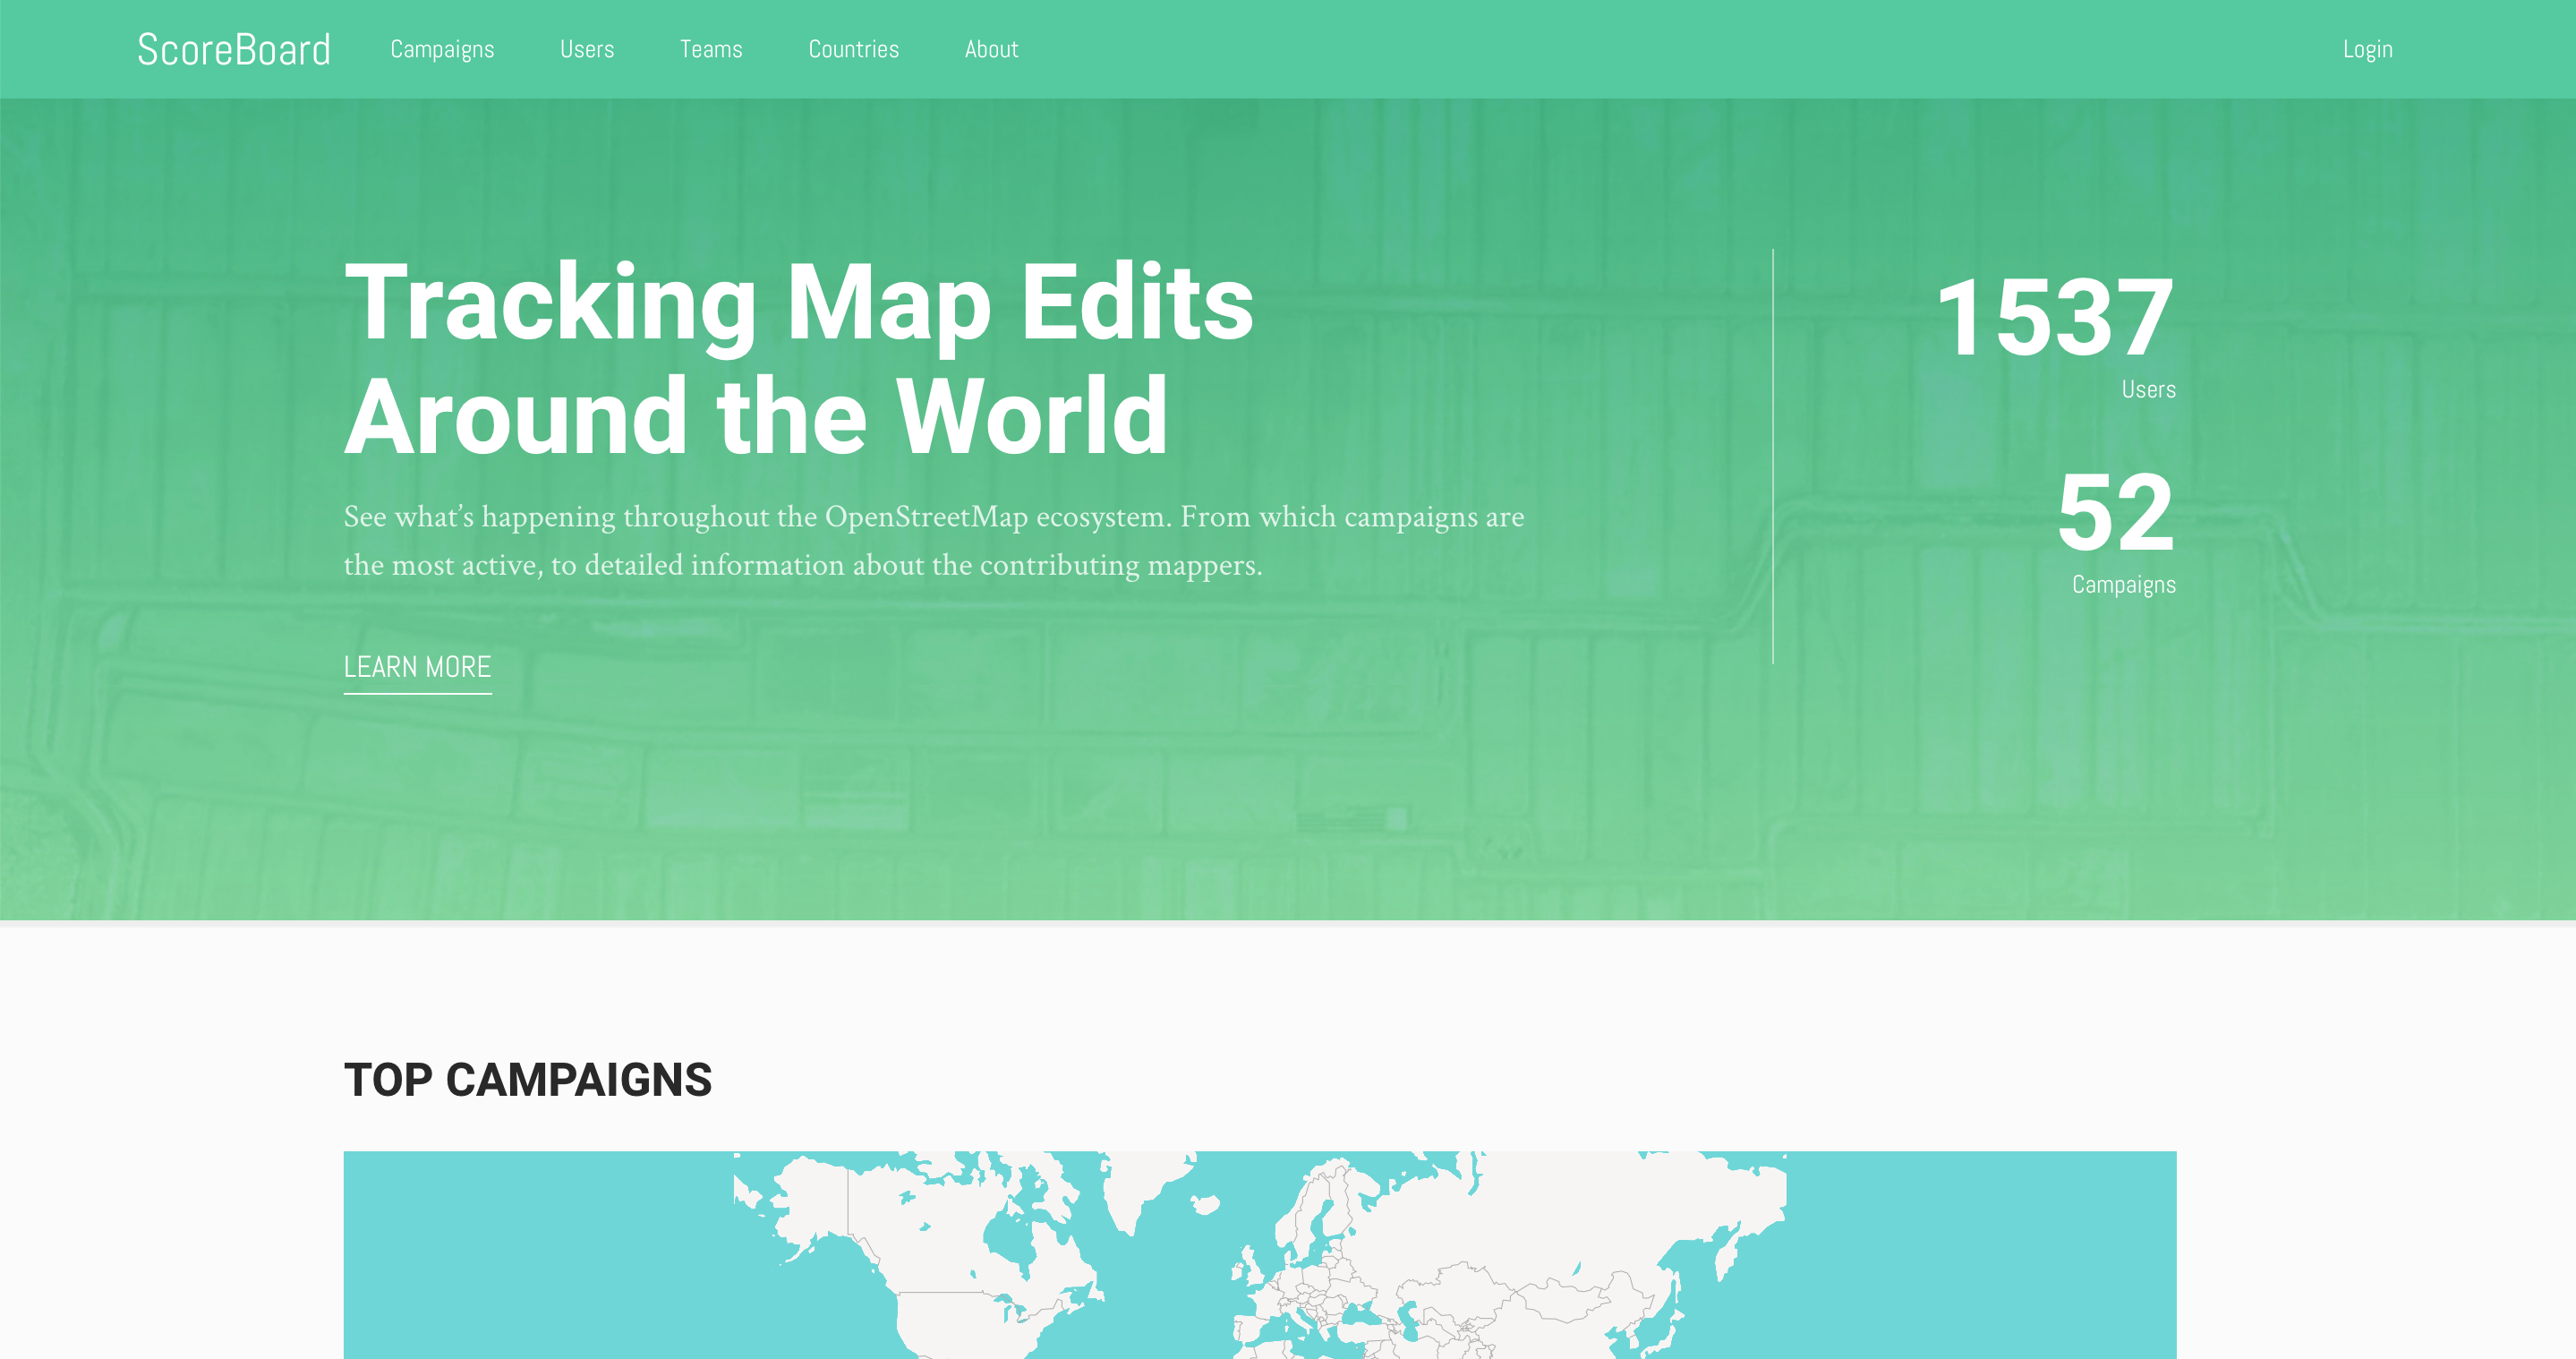 ScoreBoard
Campaigns
Users
Teams
Countries
About
Login
Tracking Map Edits
Around the World
See what’s happening throughout the OpenStreetMap ecosystem. From which campaigns are
the most active, to detailed information about the contributing mappers.
LEARN MORE
1537
Users
52
Campaigns
TOP CAMPAIGNS